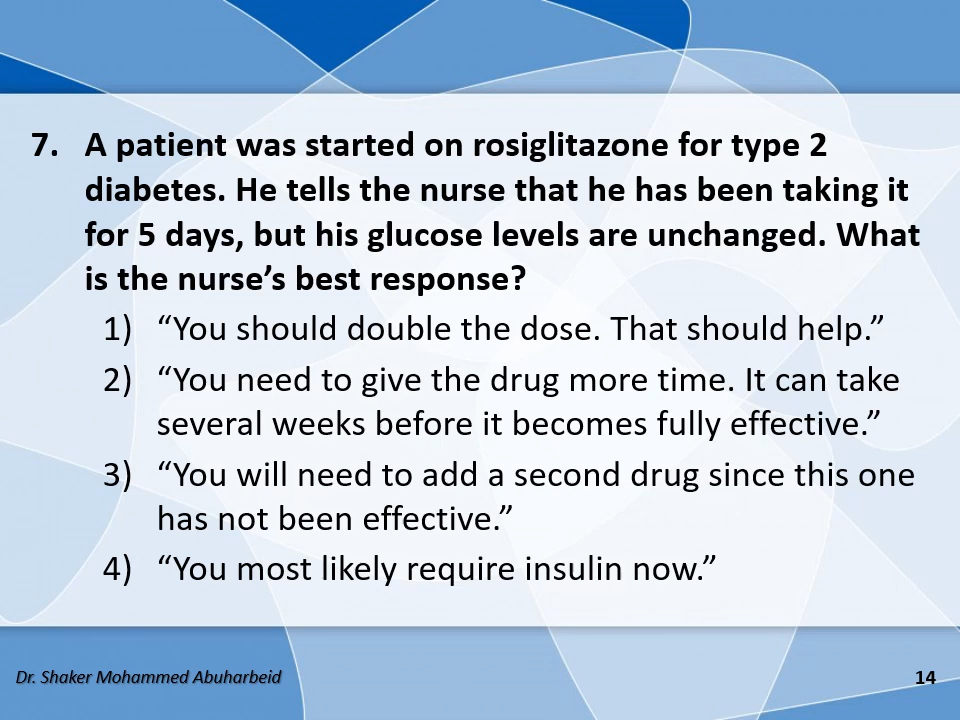 7. A patient was started on rosiglitazone for type 2
diabetes. He tells the nurse that he has been taking it
for 5 days, but his glucose levels are unchanged. What
is the nurse’s best response?
1) “You should double the dose. That should help.”
2) “You need to give the drug more time. It can take
several weeks before it becomes fully effective.”
3) “You will need to add a second drug since this one
has not been effective.”
4) “You most likely require insulin now.”
Dr. Shaker Mohammed Abuharbeid
14